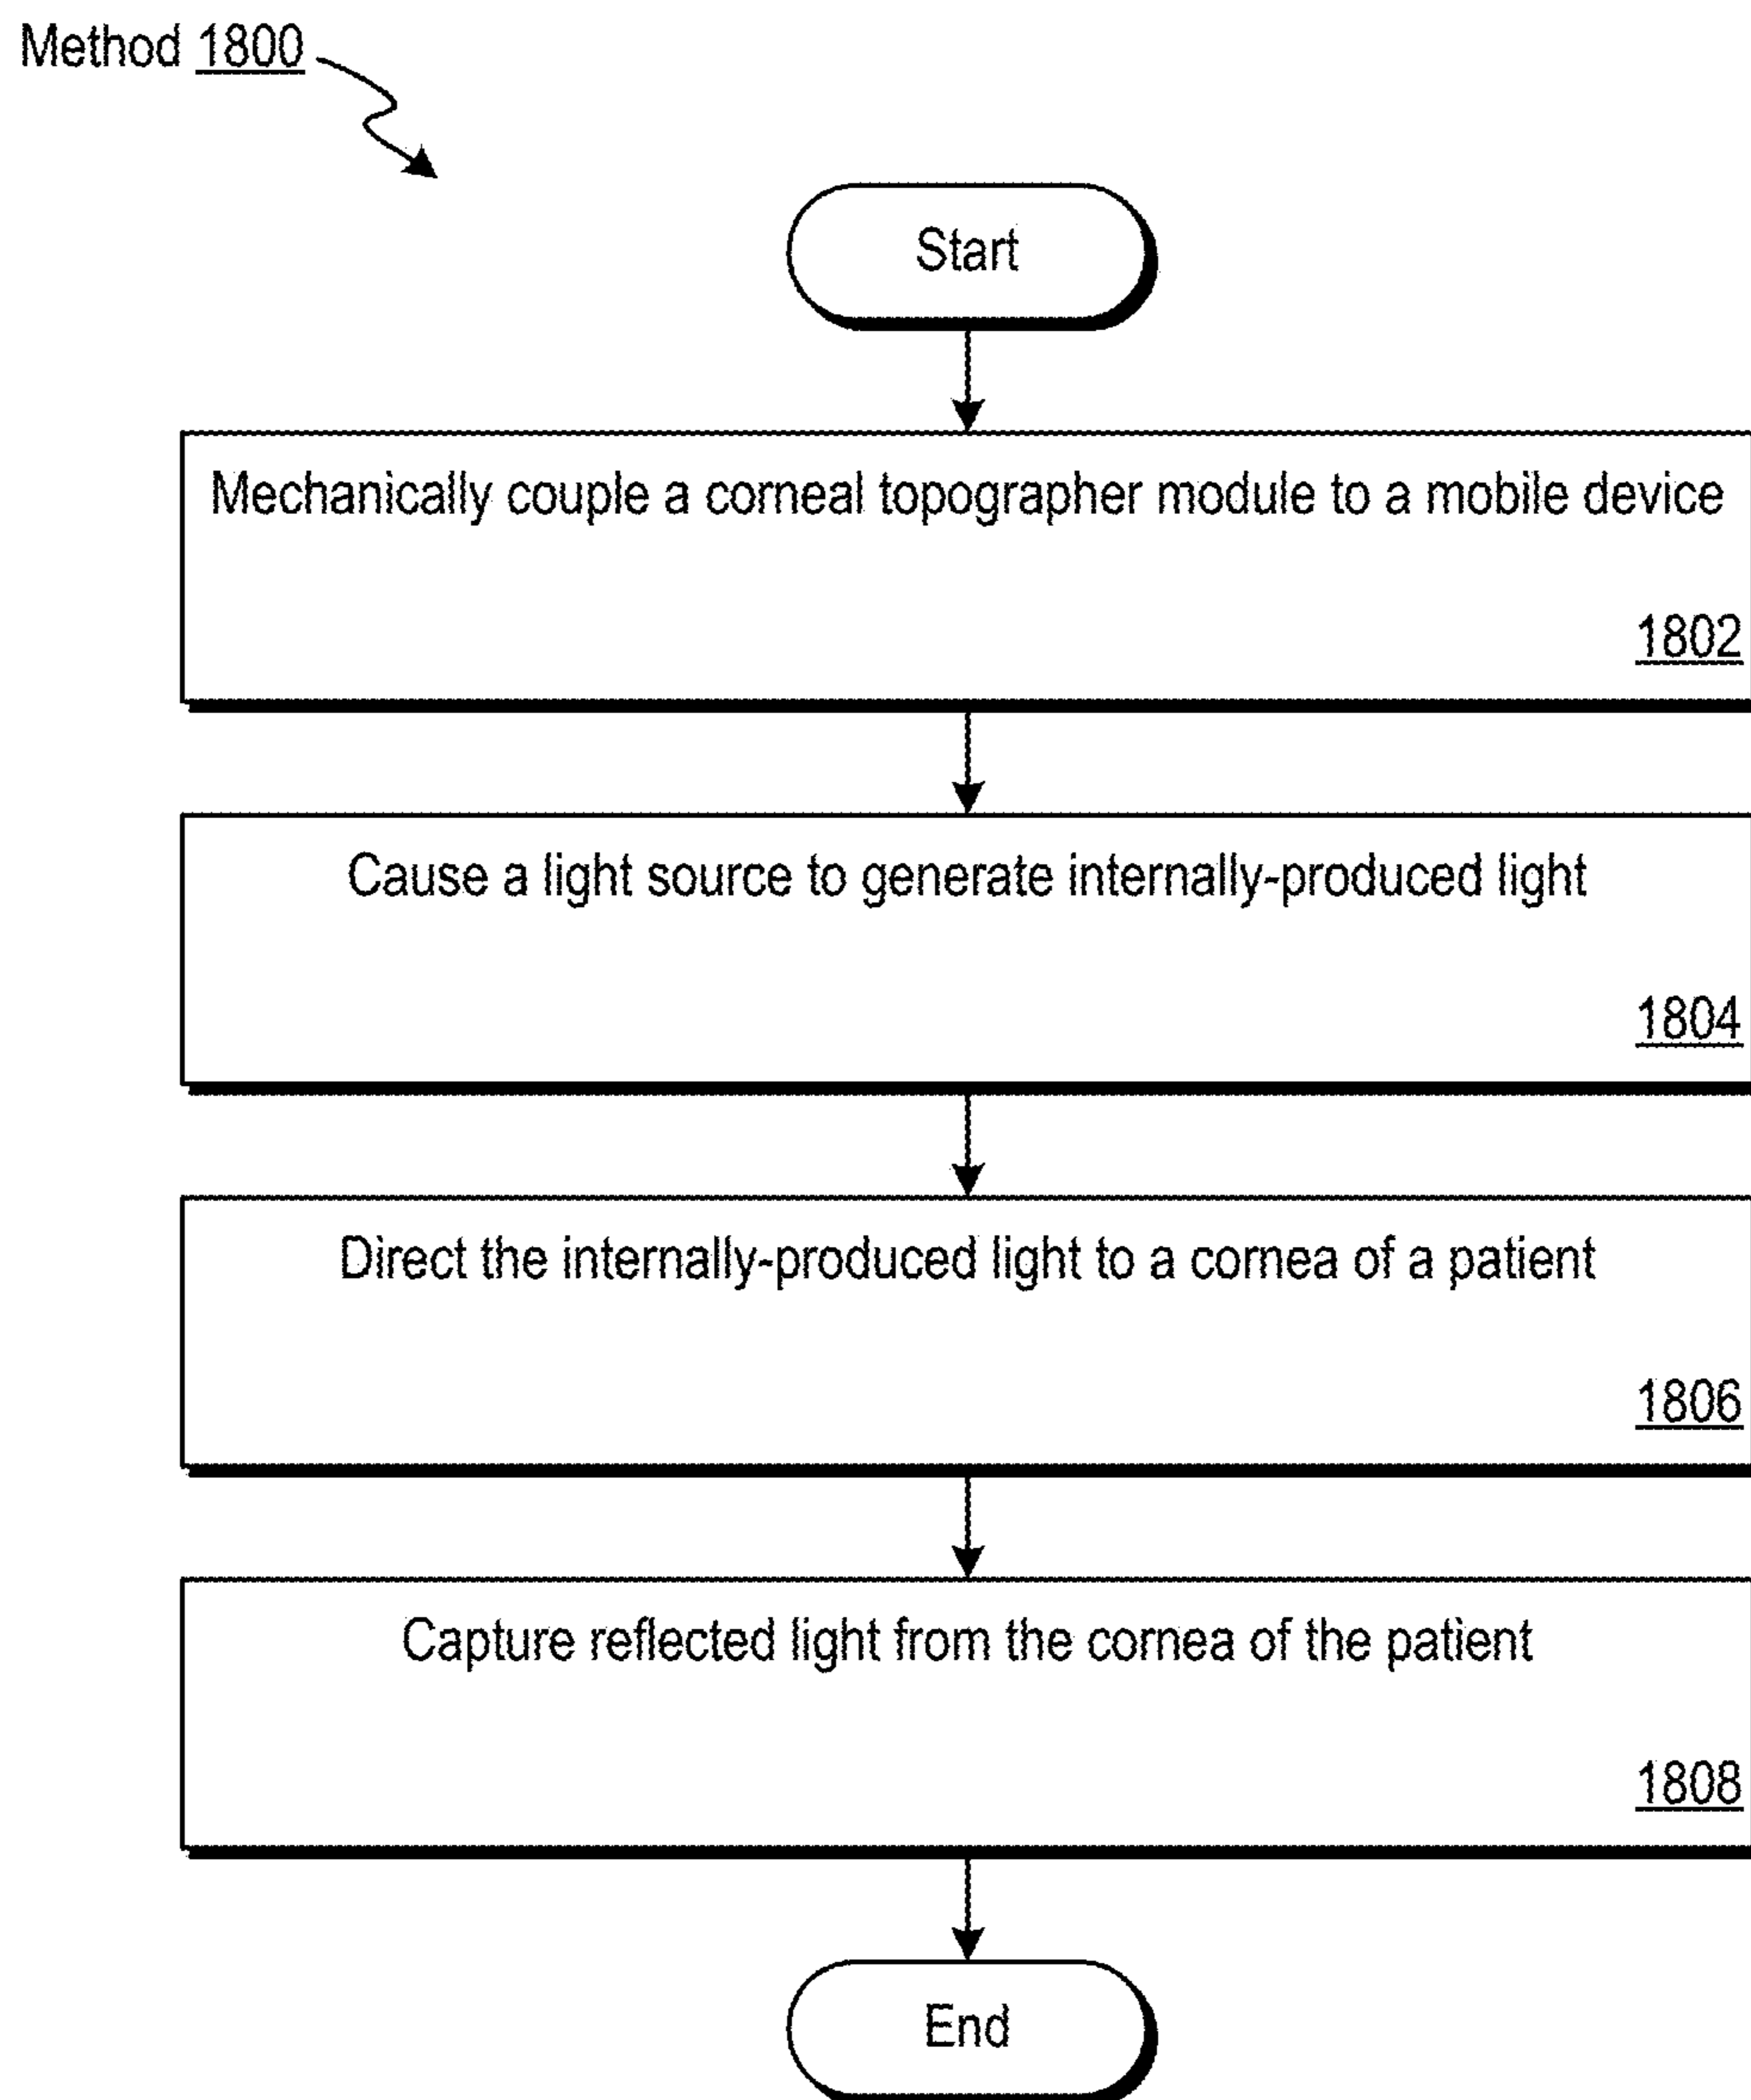 Method 1800
Start
Mechanically couple a corneal topographer module to a mobile device
1802
Cause a light source to generate internally-produced light
1804
Direct the internally-produced light to a cornea of a patient
1806
Capture reflected light from the cornea of the patient
1808
End